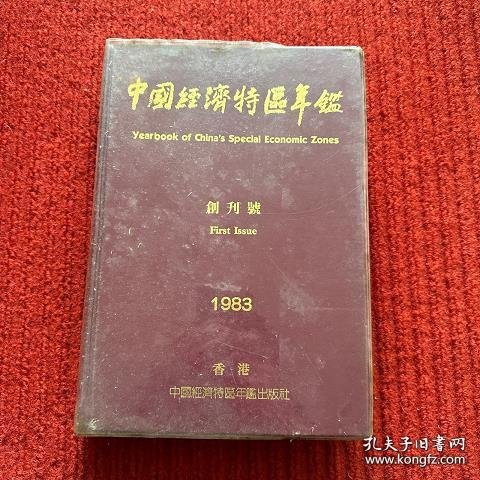 中國經濟特區年鑑
Yearbook of China's Special Economic Zones
創刊號
First Issue
1983
香港
中國經濟特區年鑑出版社
孔夫子旧书网
www.kongfz.com